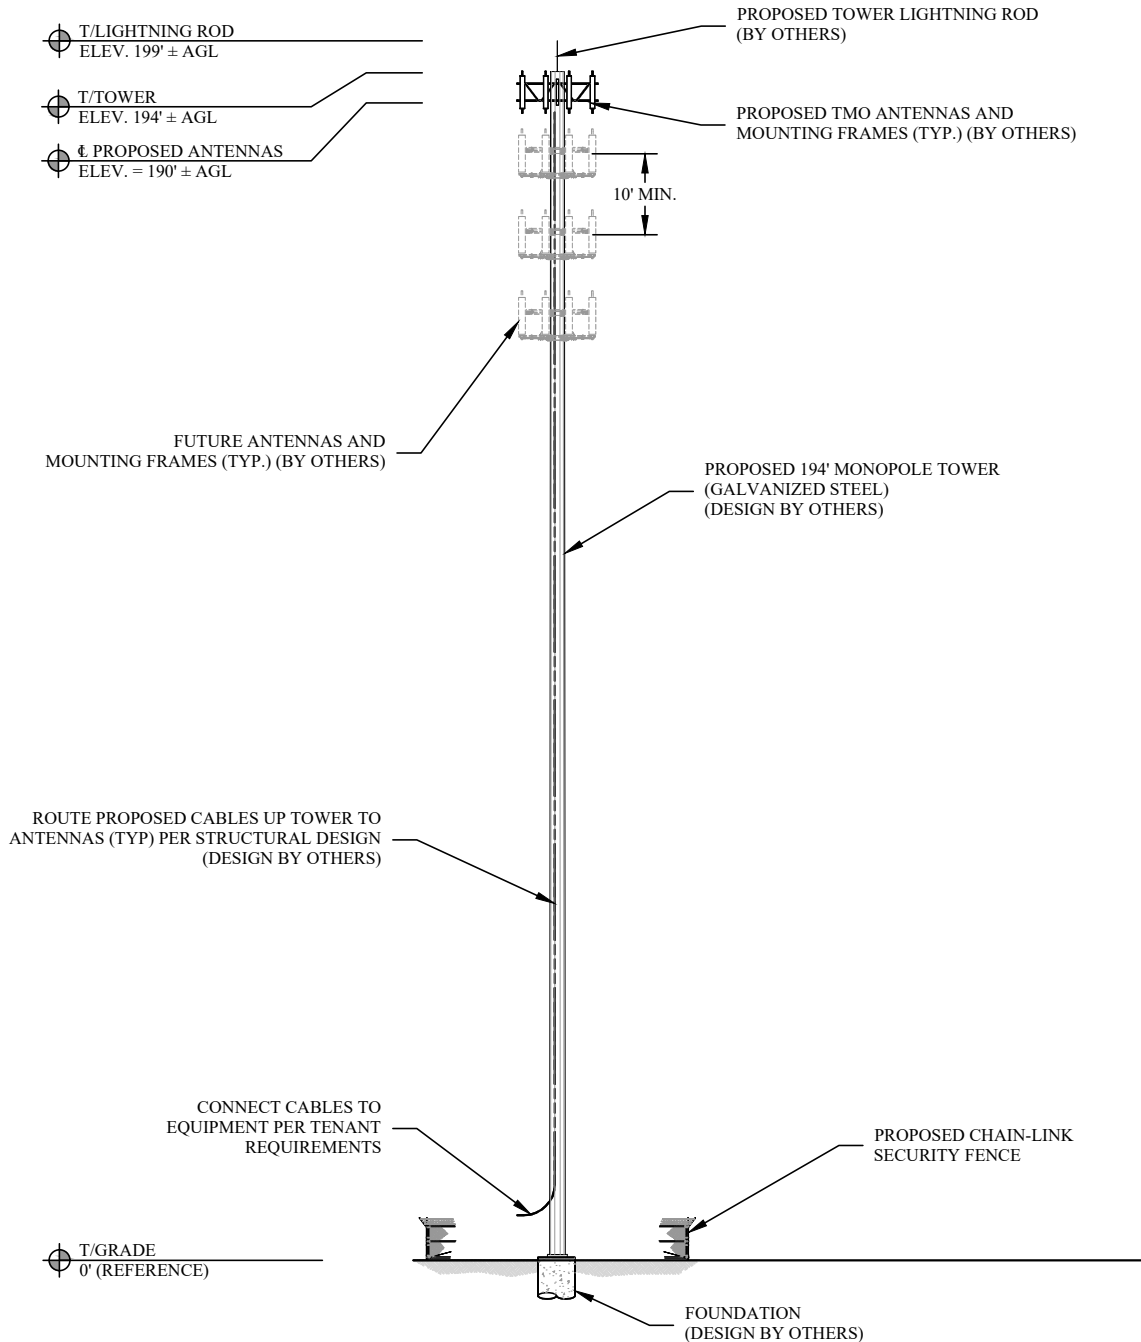 T/LIGHTNING ROD
ELEV. 199' ± AGL
T/TOWER
ELEV. 194' ± AGL
℄ PROPOSED ANTENNAS
ELEV. = 190' ± AGL
PROPOSED TOWER LIGHTNING ROD
(BY OTHERS)
PROPOSED TMO ANTENNAS AND
MOUNTING FRAMES (TYP.) (BY OTHERS)
10' MIN.
FUTURE ANTENNAS AND
MOUNTING FRAMES (TYP.) (BY OTHERS)
PROPOSED 194' MONOPOLE TOWER
(GALVANIZED STEEL)
(DESIGN BY OTHERS)
ROUTE PROPOSED CABLES UP TOWER TO
ANTENNAS (TYP) PER STRUCTURAL DESIGN
(DESIGN BY OTHERS)
CONNECT CABLES TO
EQUIPMENT PER TENANT
REQUIREMENTS
PROPOSED CHAIN-LINK
SECURITY FENCE
T/GRADE
0' (REFERENCE)
FOUNDATION
(DESIGN BY OTHERS)